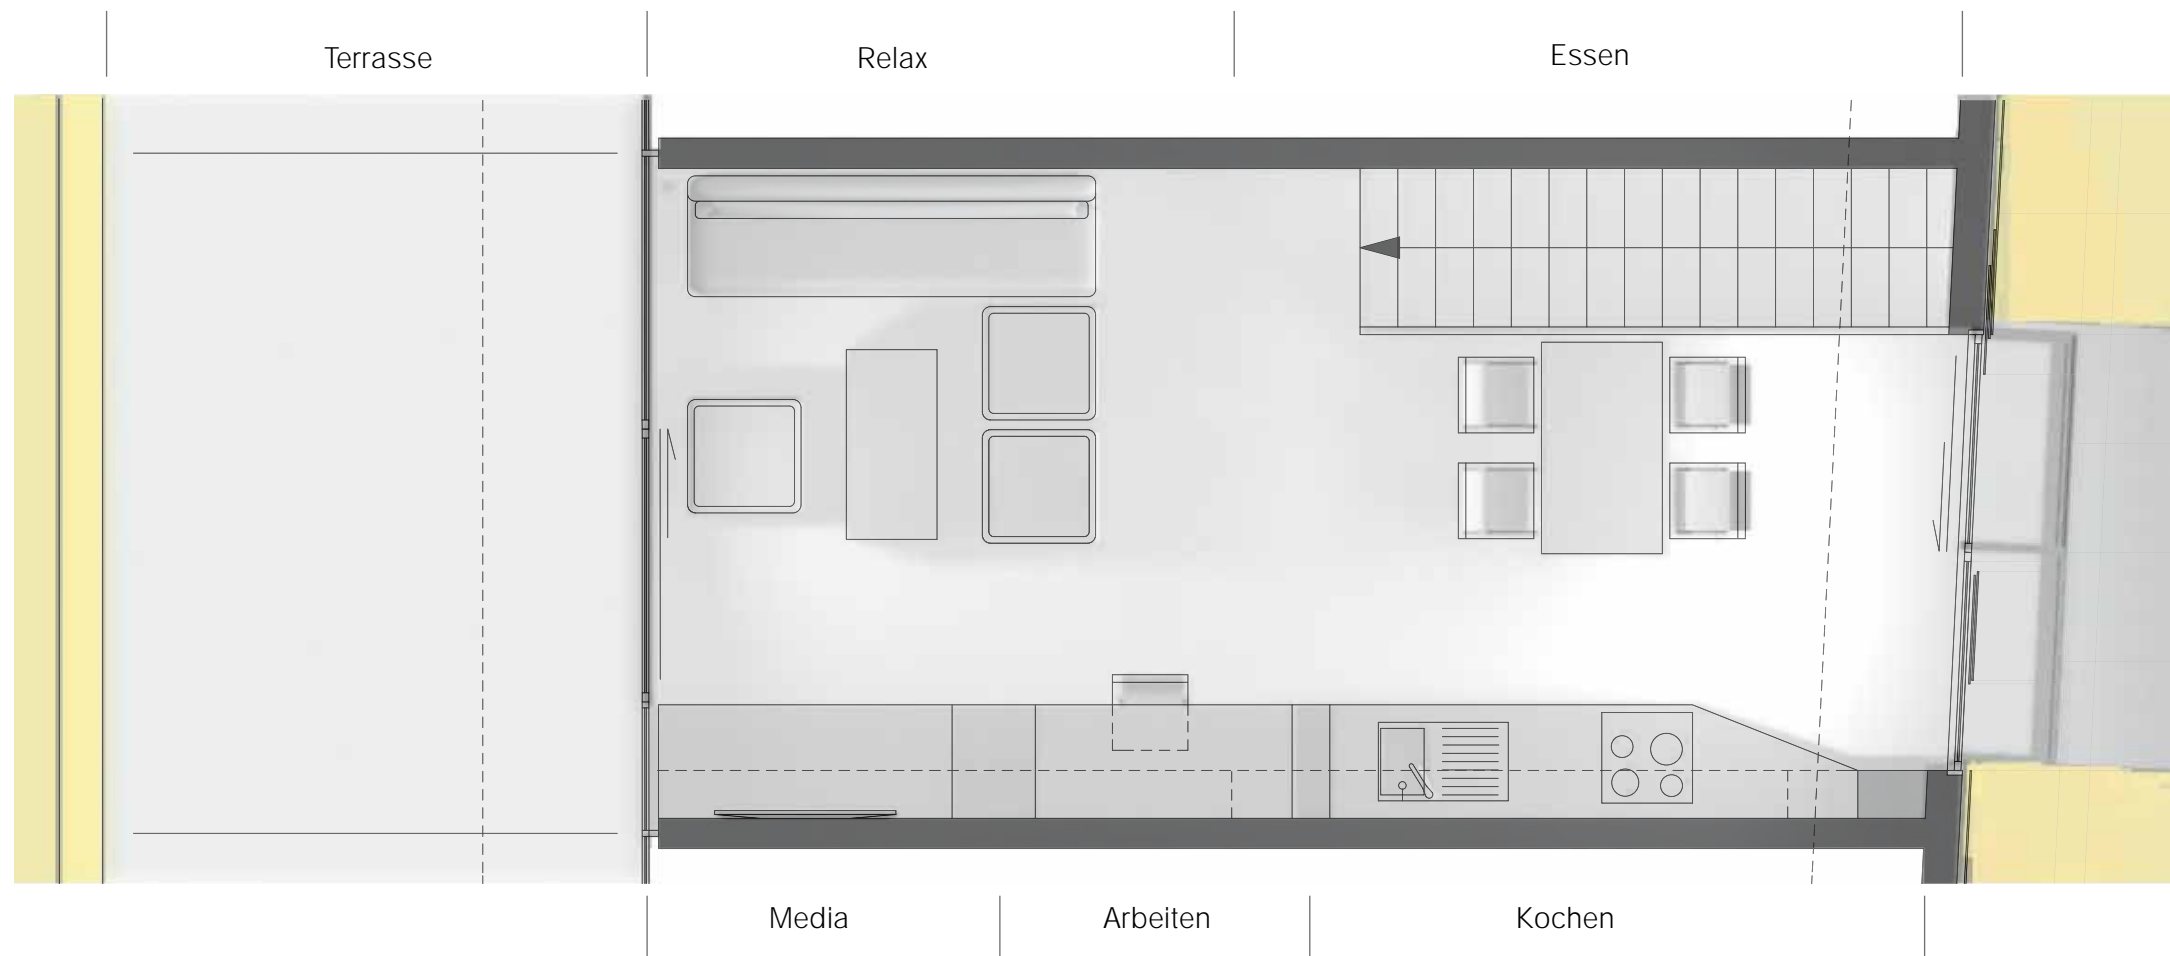 Terrasse
Relax
Essen
Media
Arbeiten
Kochen